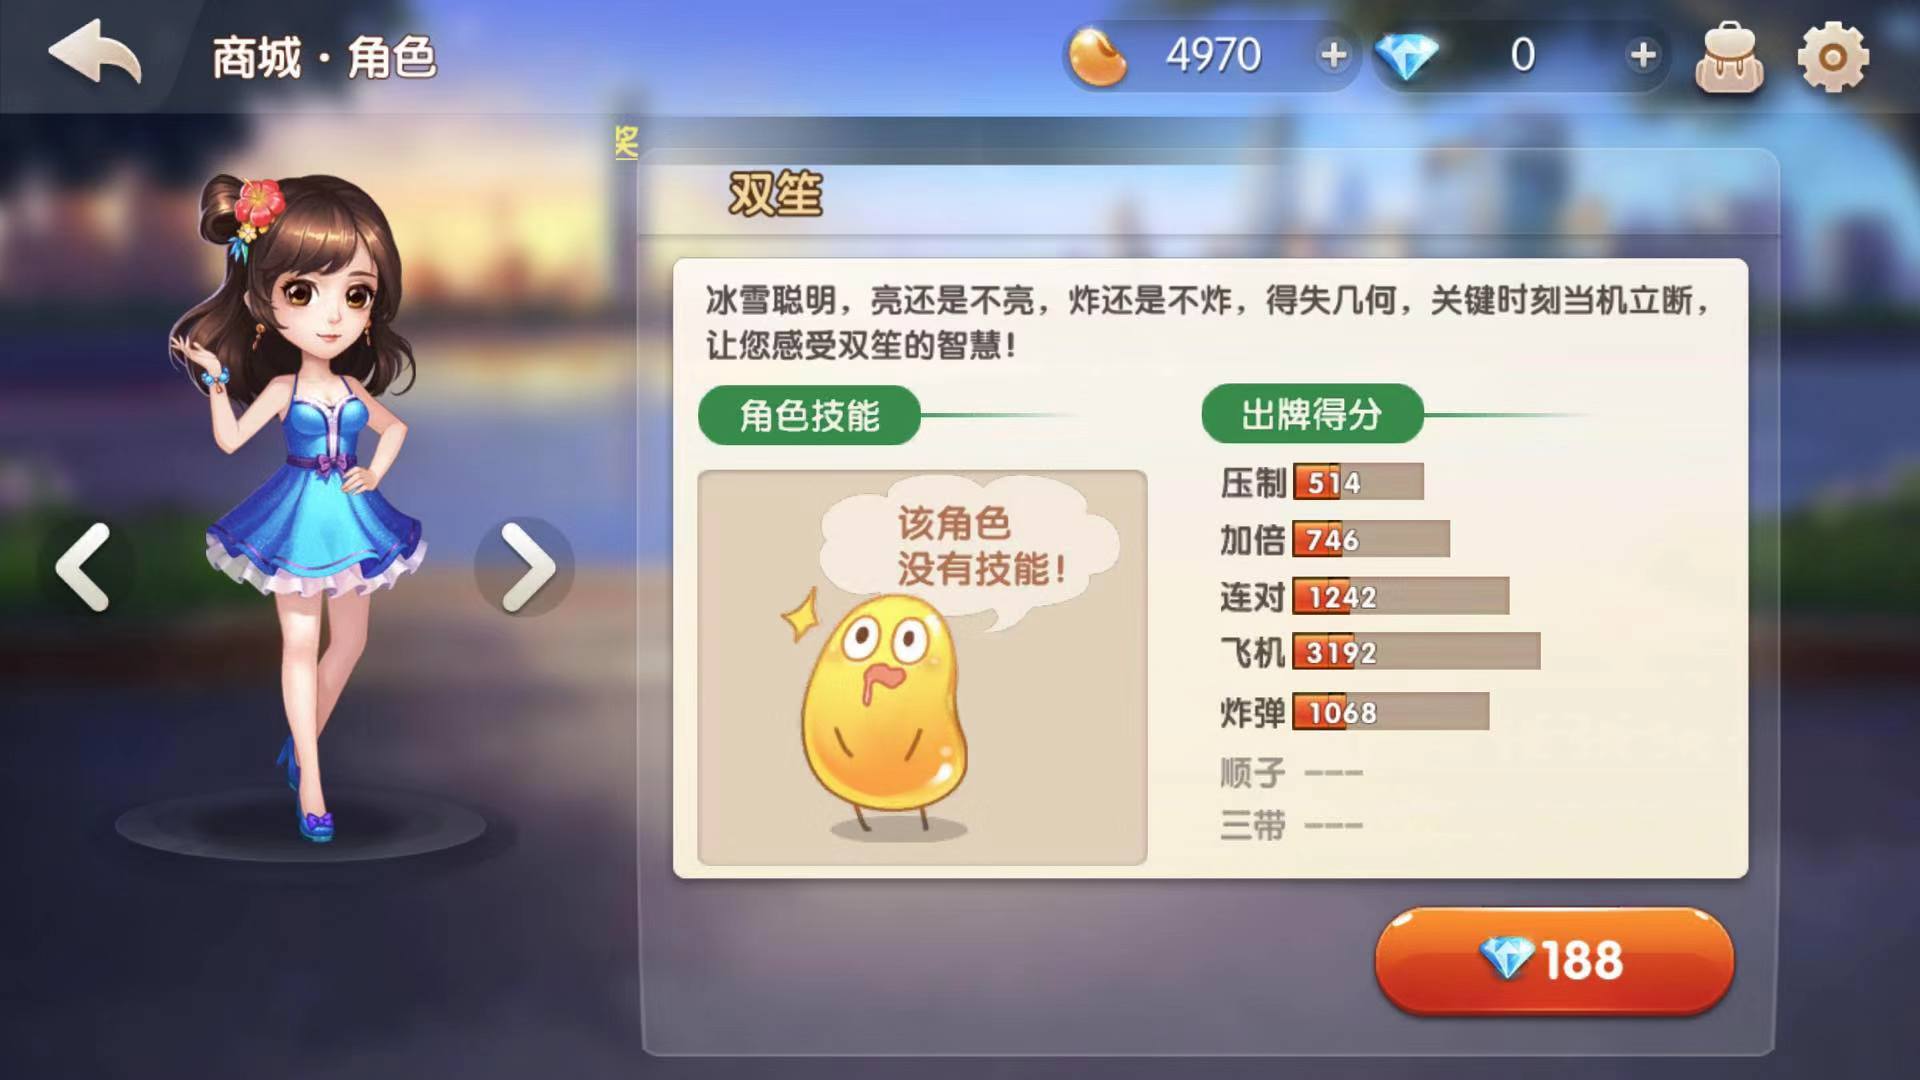 商城·角色
4970
0
奖
双笙
冰雪聪明，亮还是不亮，炸还是不炸，得失几何，关键时刻当机立断，
让您感受双笙的智慧！
角色技能
出牌得分
该角色
没有技能！
压制 514
加倍 746
连对 1242
飞机 3192
炸弹 1068
顺子 ---
三带 ---
188